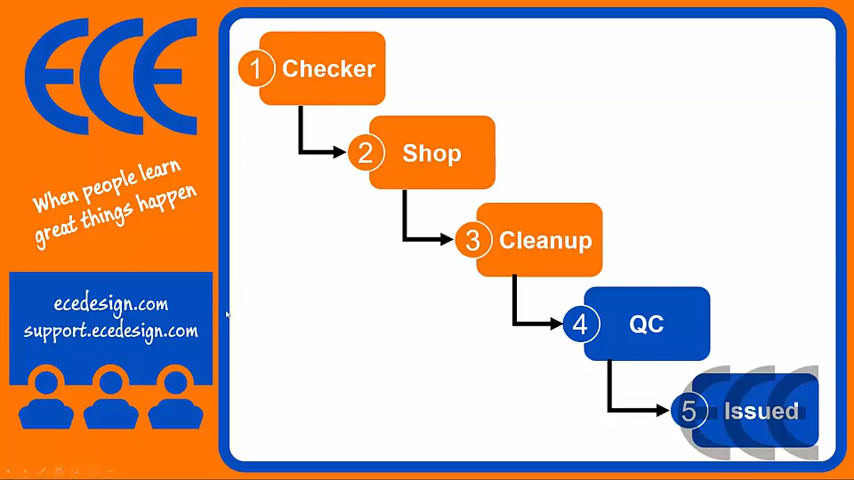 ECE
When people learn
great things happen
ecedesign.com
support.ecedesign.com
1 Checker
2 Shop
3 Cleanup
4 QC
5 Issued
ECE